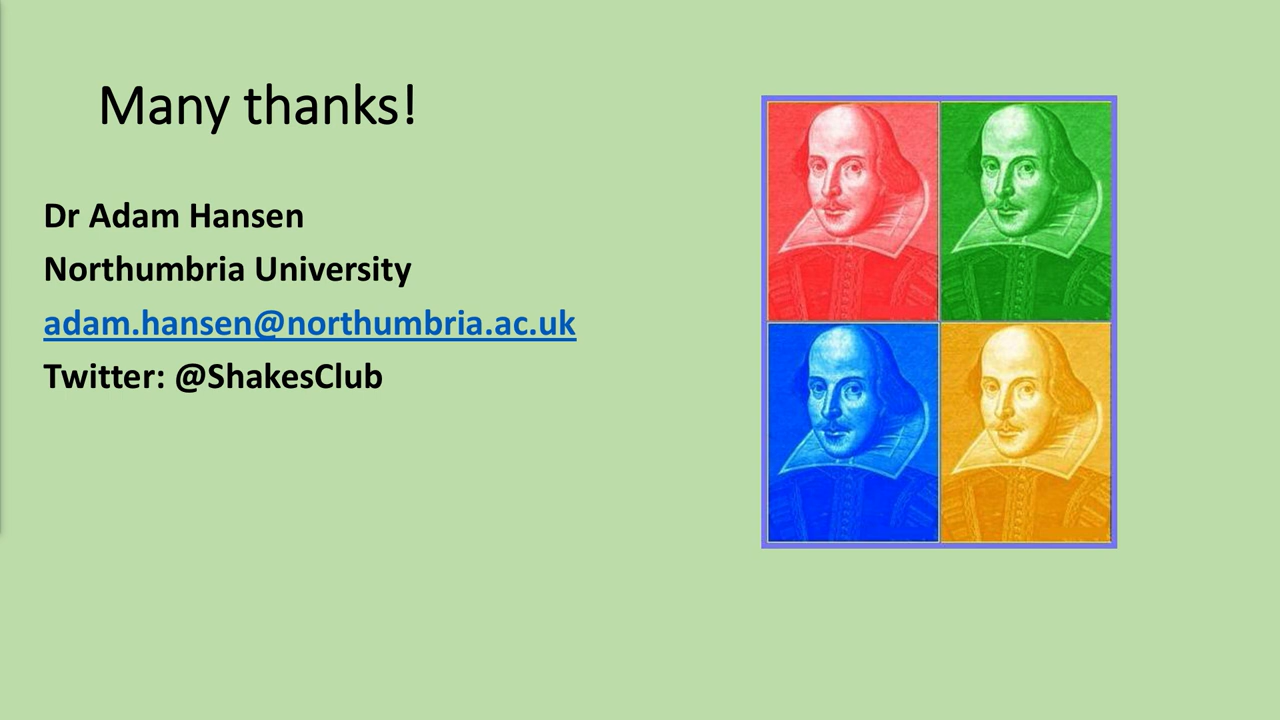 Many thanks!
Dr Adam Hansen
Northumbria University
adam.hansen@northumbria.ac.uk
Twitter: @ShakesClub